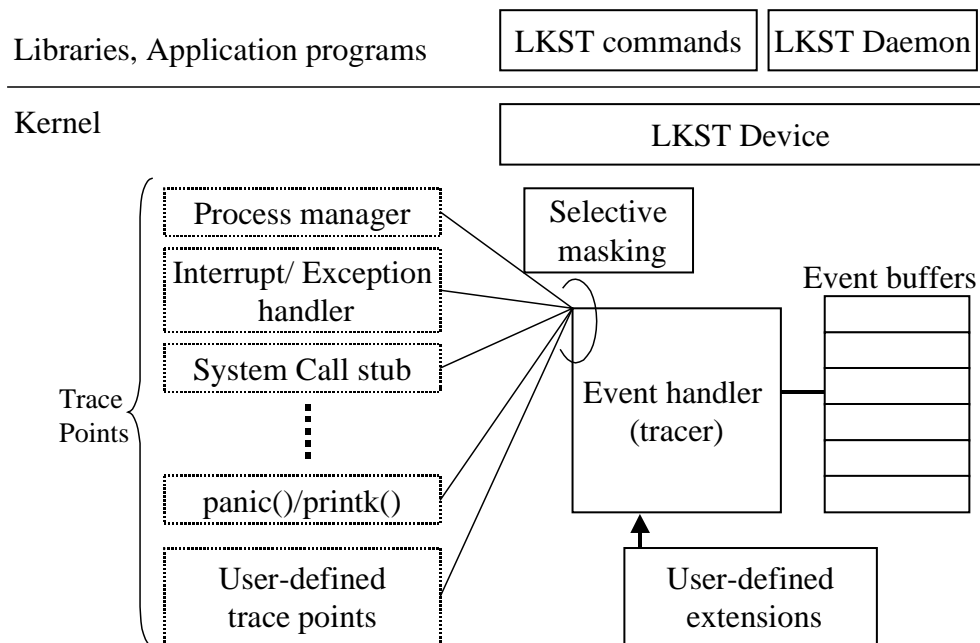 Libraries, Application programs
LKST commands
LKST Daemon
Kernel
LKST Device
Process manager
Selective
masking
Interrupt/ Exception
handler
Event buffers
System Call stub
Trace
Points
Event handler
(tracer)
panic()/printk()
User-defined
trace points
User-defined
extensions